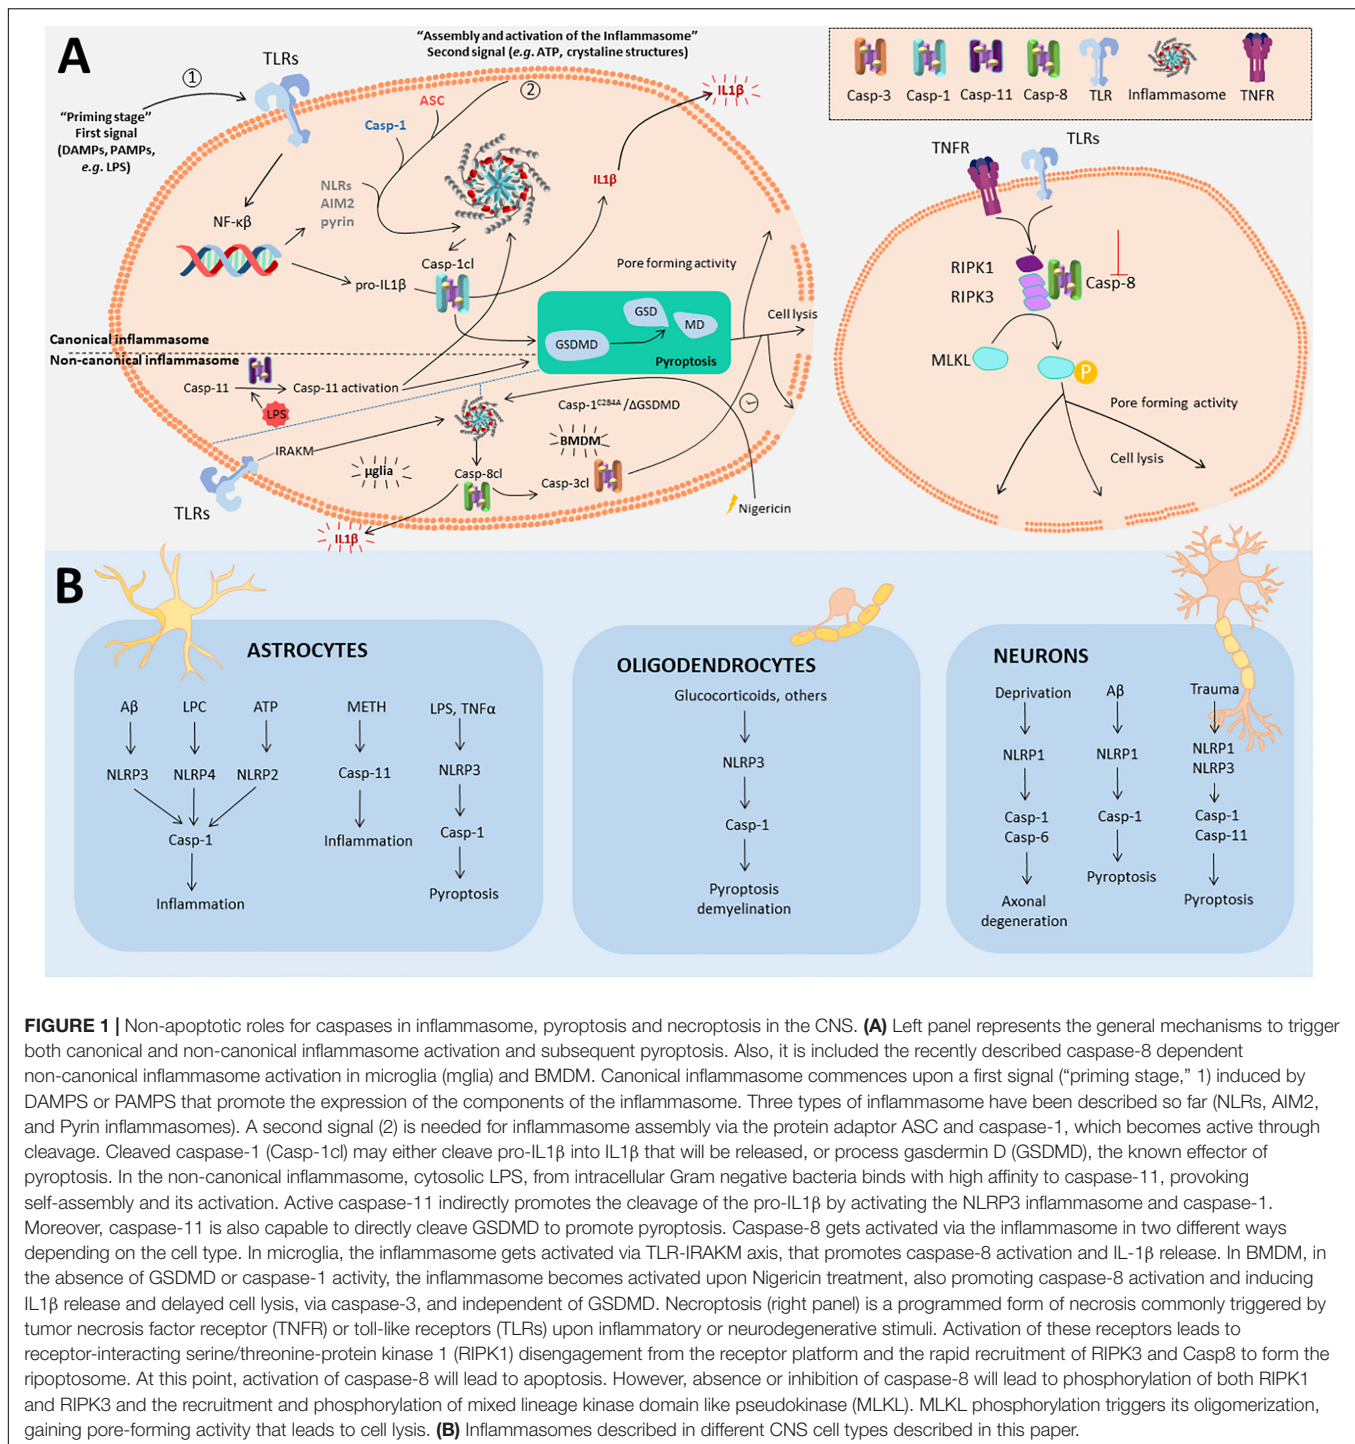 A
"Assembly and activation of the Inflammasome"
Second signal (e.g. ATP, crystaline structures)
TLRs
1
2
"Priming stage"
First signal
(DAMPs, PAMPs,
e.g. LPS)
ASC
Casp-1
NLRs
AIM2
pyrin
NF-κβ
pro-IL1β
Casp-1cl
IL1β
IL1β
Pore forming activity
GSDMD
GSD
MD
Pyroptosis
Cell lysis
Canonical inflammasome
Non-canonical inflammasome
Casp-11
Casp-11 activation
LPS
IRAKM
TLRs
μglia
Casp-8cl
IL1β
Casp-1C284A/ΔGSDMD
BMDM
Casp-3cl
Nigericin
Casp-3
Casp-1
Casp-11
Casp-8
TLR
Inflammasome
TNFR
TNFR
TLRs
RIPK1
RIPK3
Casp-8
MLKL
P
Pore forming activity
Cell lysis
B
ASTROCYTES
Aβ
LPC
ATP
METH
LPS, TNFα
NLRP3
NLRP4
NLRP2
Casp-11
NLRP3
Casp-1
Inflammation
Casp-1
Inflammation
Pyroptosis
OLIGODENDROCYTES
Glucocorticoids, others
NLRP3
Casp-1
Pyroptosis
demyelination
NEURONS
Deprivation
Aβ
Trauma
NLRP1
NLRP1
NLRP1
NLRP3
Casp-1
Casp-6
Casp-1
Casp-1
Casp-11
Axonal
degeneration
Pyroptosis
Pyroptosis
FIGURE 1 | Non-apoptotic roles for caspases in inflammasome, pyroptosis and necroptosis in the CNS. (A) Left panel represents the general mechanisms to trigger
both canonical and non-canonical inflammasome activation and subsequent pyroptosis. Also, it is included the recently described caspase-8 dependent
non-canonical inflammasome activation in microglia (mglia) and BMDM. Canonical inflammasome commences upon a first signal ("priming stage," 1) induced by
DAMPS or PAMPS that promote the expression of the components of the inflammasome. Three types of inflammasome have been described so far (NLRs, AIM2,
and Pyrin inflammasomes). A second signal (2) is needed for inflammasome assembly via the protein adaptor ASC and caspase-1, which becomes active through
cleavage. Cleaved caspase-1 (Casp-1cl) may either cleave pro-IL1β into IL1β that will be released, or process gasdermin D (GSDMD), the known effector of
pyroptosis. In the non-canonical inflammasome, cytosolic LPS, from intracellular Gram negative bacteria binds with high affinity to caspase-11, provoking
self-assembly and its activation. Active caspase-11 indirectly promotes the cleavage of the pro-IL1β by activating the NLRP3 inflammasome and caspase-1.
Moreover, caspase-11 is also capable to directly cleave GSDMD to promote pyroptosis. Caspase-8 gets activated via the inflammasome in two different ways
depending on the cell type. In microglia, the inflammasome gets activated via TLR-IRAKM axis, that promotes caspase-8 activation and IL-1β release. In BMDM, in
the absence of GSDMD or caspase-1 activity, the inflammasome becomes activated upon Nigericin treatment, also promoting caspase-8 activation and inducing
IL1β release and delayed cell lysis, via caspase-3, and independent of GSDMD. Necroptosis (right panel) is a programmed form of necrosis commonly triggered by
tumor necrosis factor receptor (TNFR) or toll-like receptors (TLRs) upon inflammatory or neurodegenerative stimuli. Activation of these receptors leads to
receptor-interacting serine/threonine-protein kinase 1 (RIPK1) disengagement from the receptor platform and the rapid recruitment of RIPK3 and Casp8 to form the
ripoptosome. At this point, activation of caspase-8 will lead to apoptosis. However, absence or inhibition of caspase-8 will lead to phosphorylation of both RIPK1
and RIPK3 and the recruitment and phosphorylation of mixed lineage kinase domain like pseudokinase (MLKL). MLKL phosphorylation triggers its oligomerization,
gaining pore-forming activity that leads to cell lysis. (B) Inflammasomes described in different CNS cell types described in this paper.